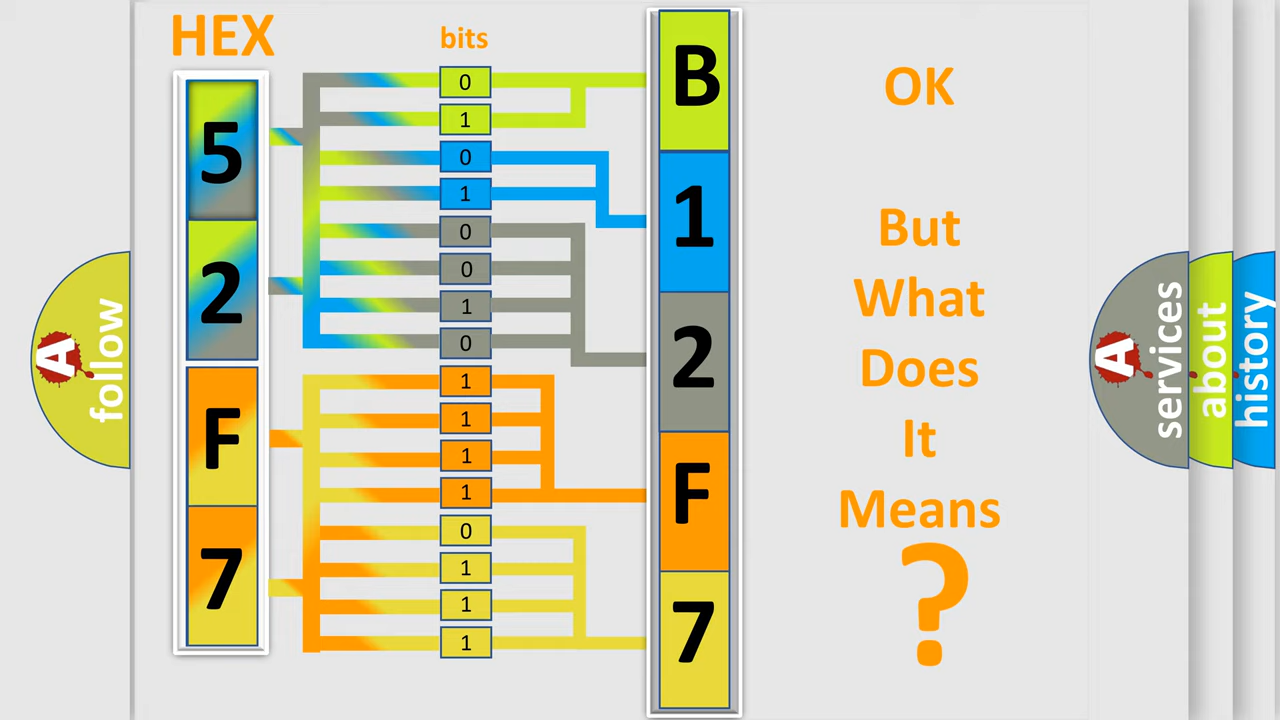 HEX
bits
5
2
F
7
0
1
0
1
0
0
1
0
1
1
1
1
0
1
1
1
B
1
2
F
7
OK
But
What
Does
It
Means
?
A
follow
A
services
about
history